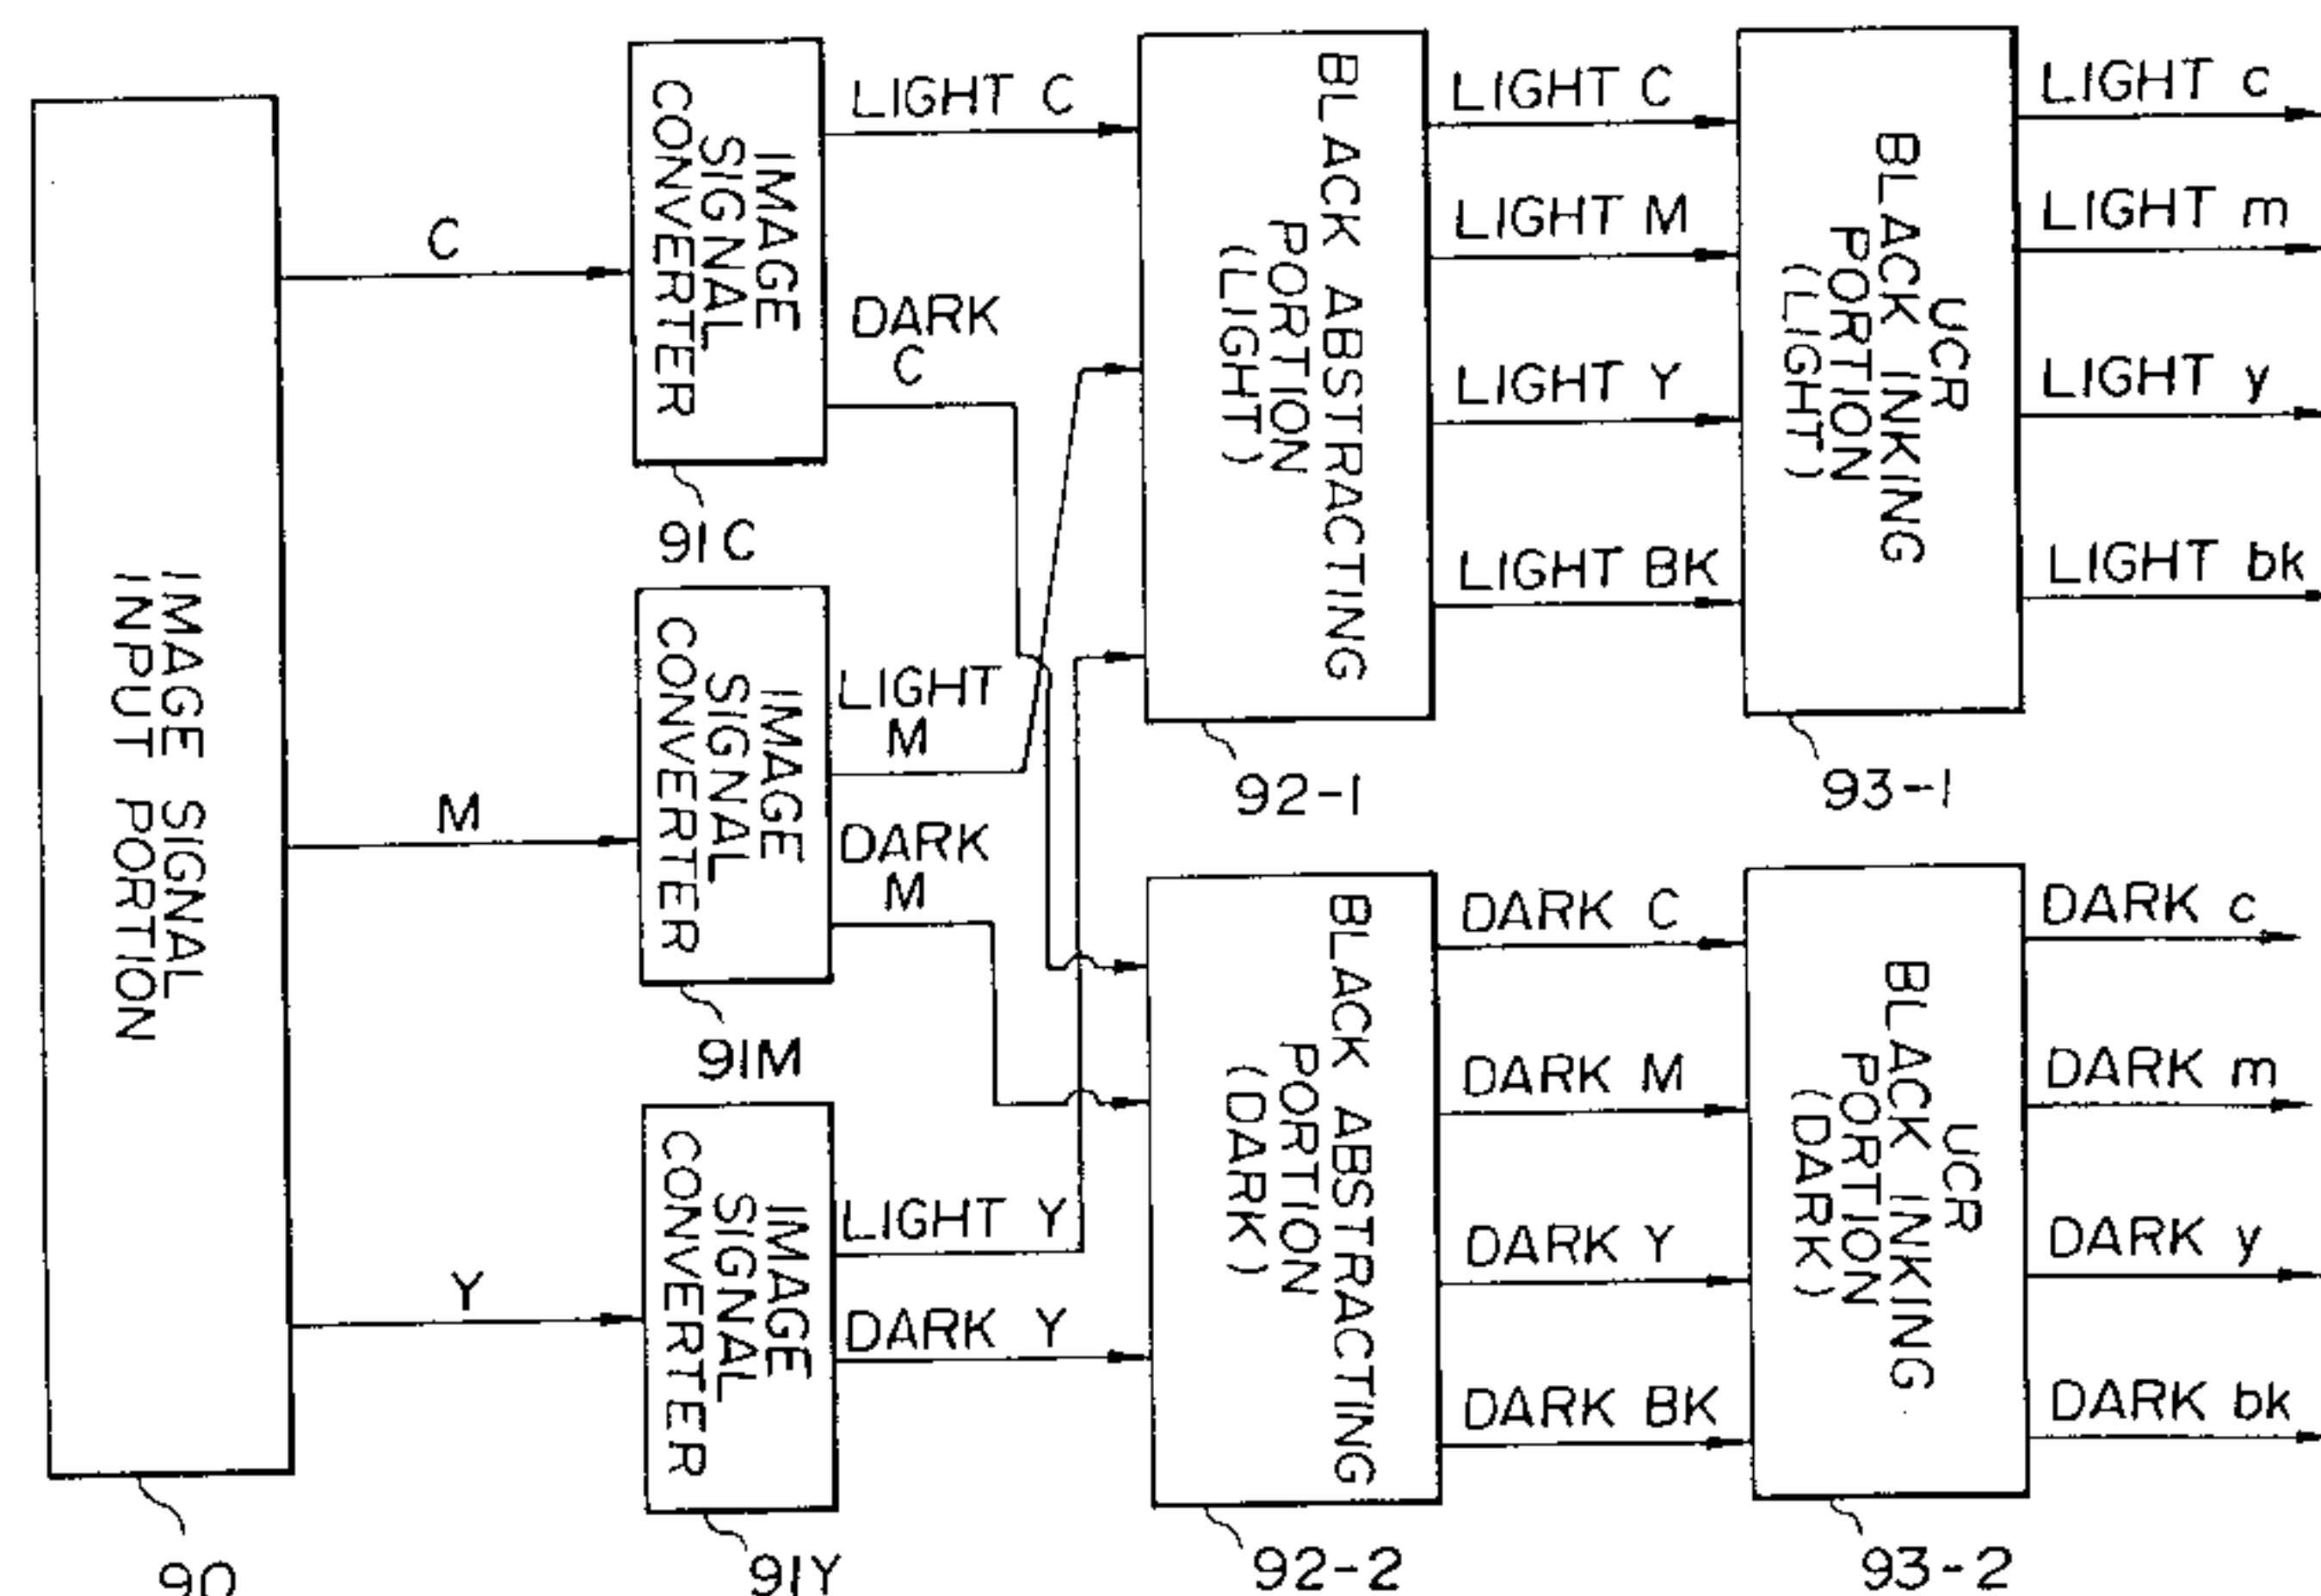 IMAGE SIGNAL
INPUT PORTION
90
C
M
Y
IMAGE
SIGNAL
CONVERTER
91C
IMAGE
SIGNAL
CONVERTER
91M
IMAGE
SIGNAL
CONVERTER
91Y
LIGHT C
DARK
C
LIGHT
M
DARK
M
LIGHT Y
DARK Y
BLACK ABSTRACTING
PORTION
(LIGHT)
92-1
BLACK ABSTRACTING
PORTION
(DARK)
92-2
LIGHT C
LIGHT M
LIGHT Y
LIGHT BK
DARK C
DARK M
DARK Y
DARK BK
UCR
BLACK INKING
PORTION
(LIGHT)
93-1
UCR
BLACK INKING
PORTION
(DARK)
93-2
LIGHT c
LIGHT m
LIGHT y
LIGHT bk
DARK c
DARK m
DARK y
DARK bk